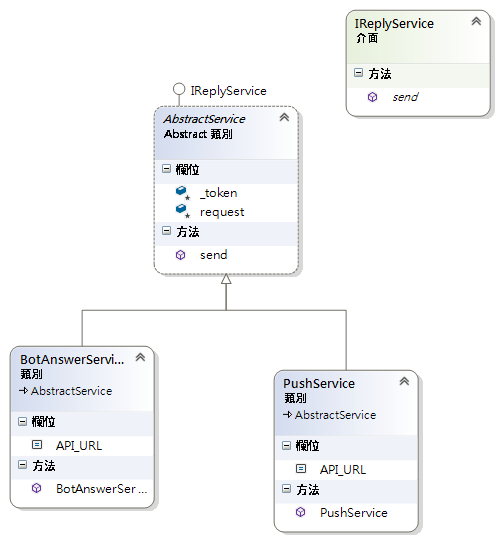 IReplyService
介面
方法
send
IReplyService
AbstractService
Abstract 類別
欄位
_token
request
方法
send
BotAnswerServi...
類別
AbstractService
欄位
API_URL
方法
BotAnswerSer ...
PushService
類別
AbstractService
欄位
API_URL
方法
PushService